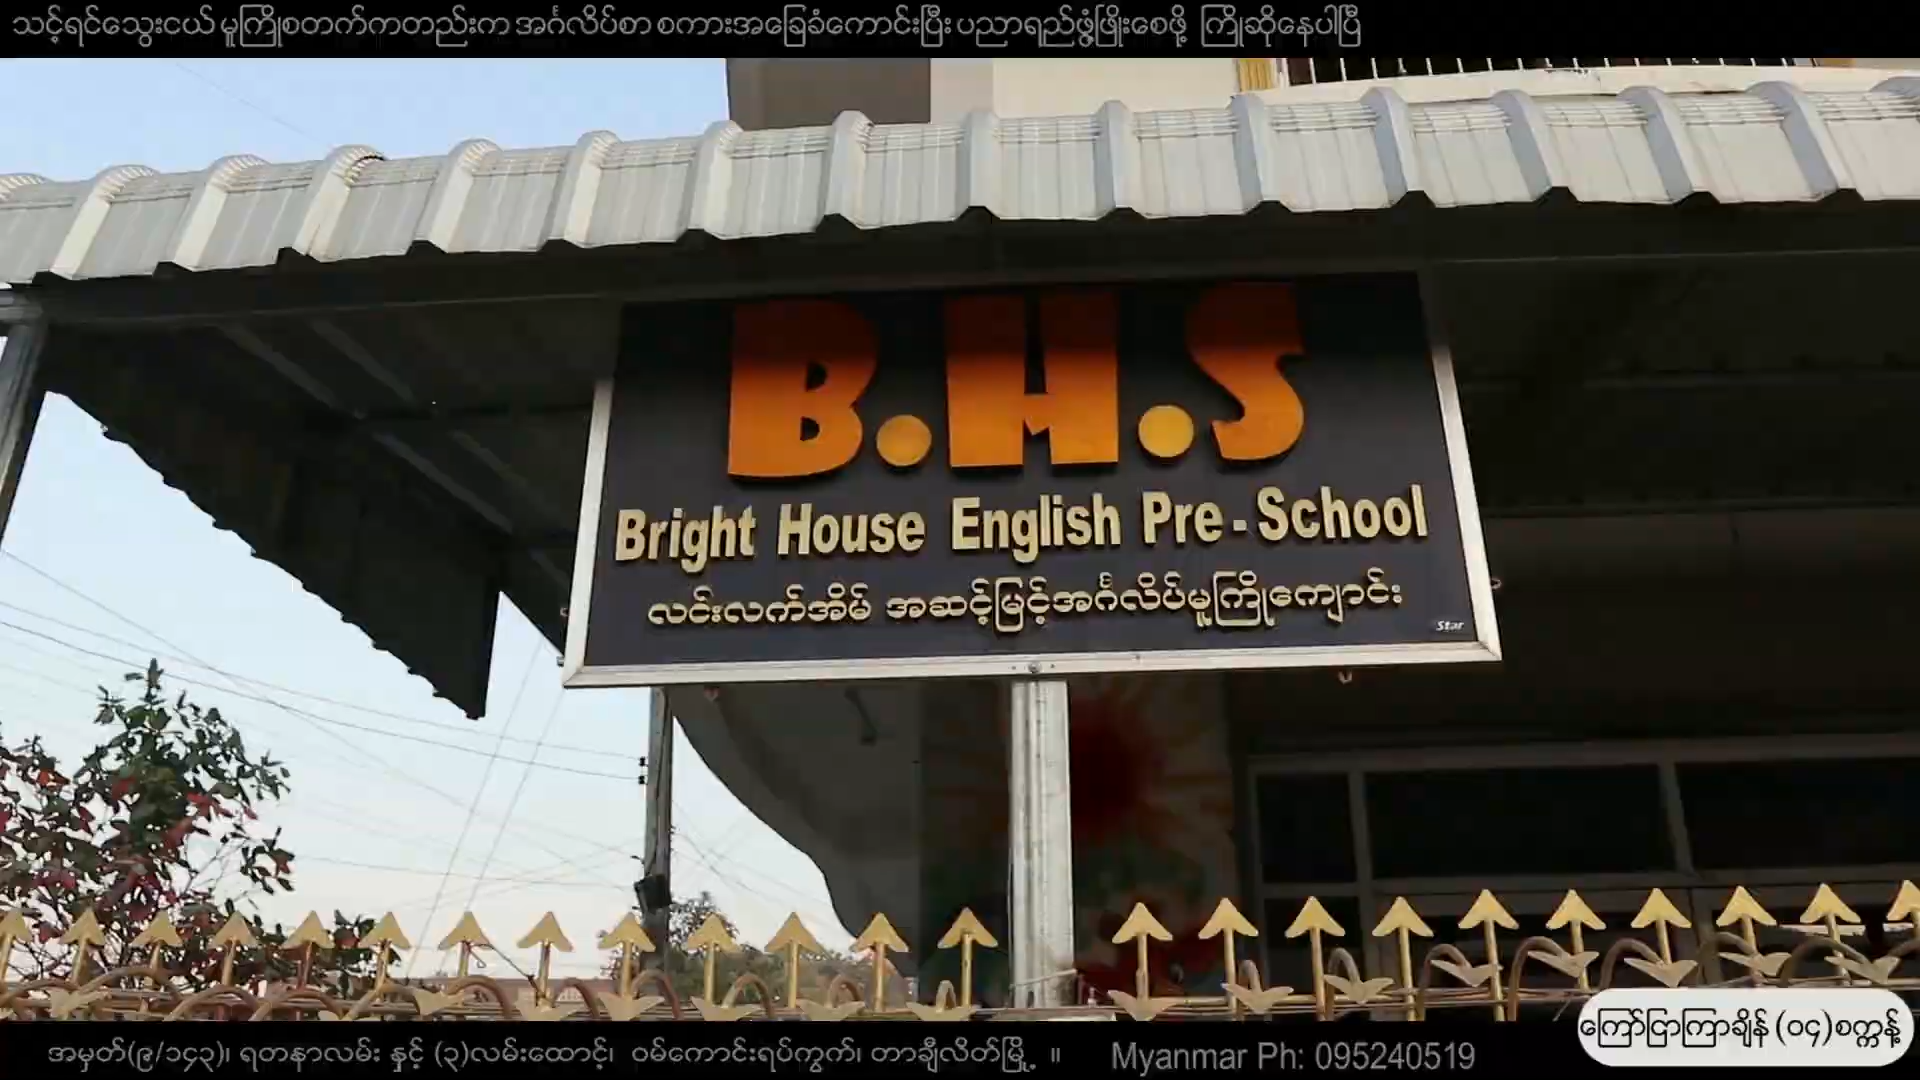 သင့်ရင်သွေးငယ် မူကြိုစတက်ကတည်းက အင်္ဂလိပ်စာ စကားအခြေခံကောင်းပြီး ပညာရည်ဖွံ့ဖြိုးစေဖို့ ကြိုဆိုနေပါပြီ
B.H.S
Bright House English Pre-School
လင်းလက်အိမ် အဆင့်မြင့်အင်္ဂလိပ်မူကြိုကျောင်း
Star
ကြော်ငြာကြာချိန် (၀၄)စက္ကန့်
အမှတ်(၉/၁၄၃)၊ ရတနာလမ်း နှင့် (၃)လမ်းထောင့်၊ ဝမ်ကောင်းရပ်ကွက်၊ တာချီလိတ်မြို့ ။ Myanmar Ph: 095240519